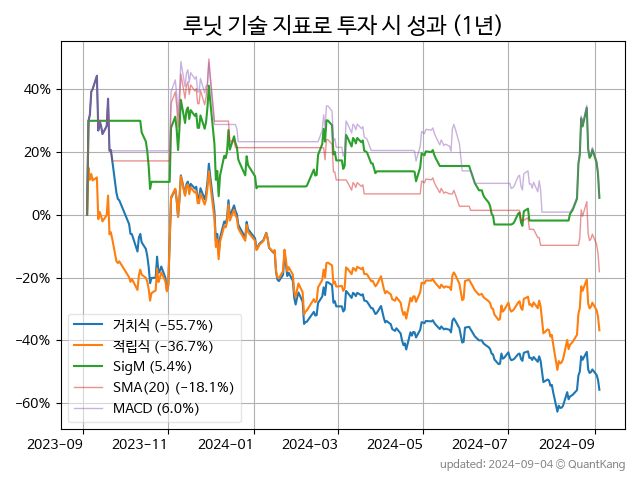 루닛 기술 지표로 투자 시 성과 (1년)
40%
20%
0%
−20%
−40%
−60%
거치식 (−55.7%)
적립식 (−36.7%)
SigM (5.4%)
SMA(20) (−18.1%)
MACD (6.0%)
2023-09 2023-11 2024-01 2024-03 2024-05 2024-07 2024-09
updated: 2024-09-04 @ QuantKang